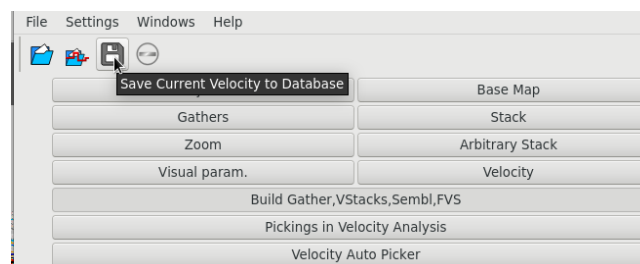 File Settings Windows Help
Save Current Velocity to Database
Base Map
Gathers Stack
Zoom Arbitrary Stack
Visual param. Velocity
Build Gather,VStacks,Sembl,FVS
Pickings in Velocity Analysis
Velocity Auto Picker